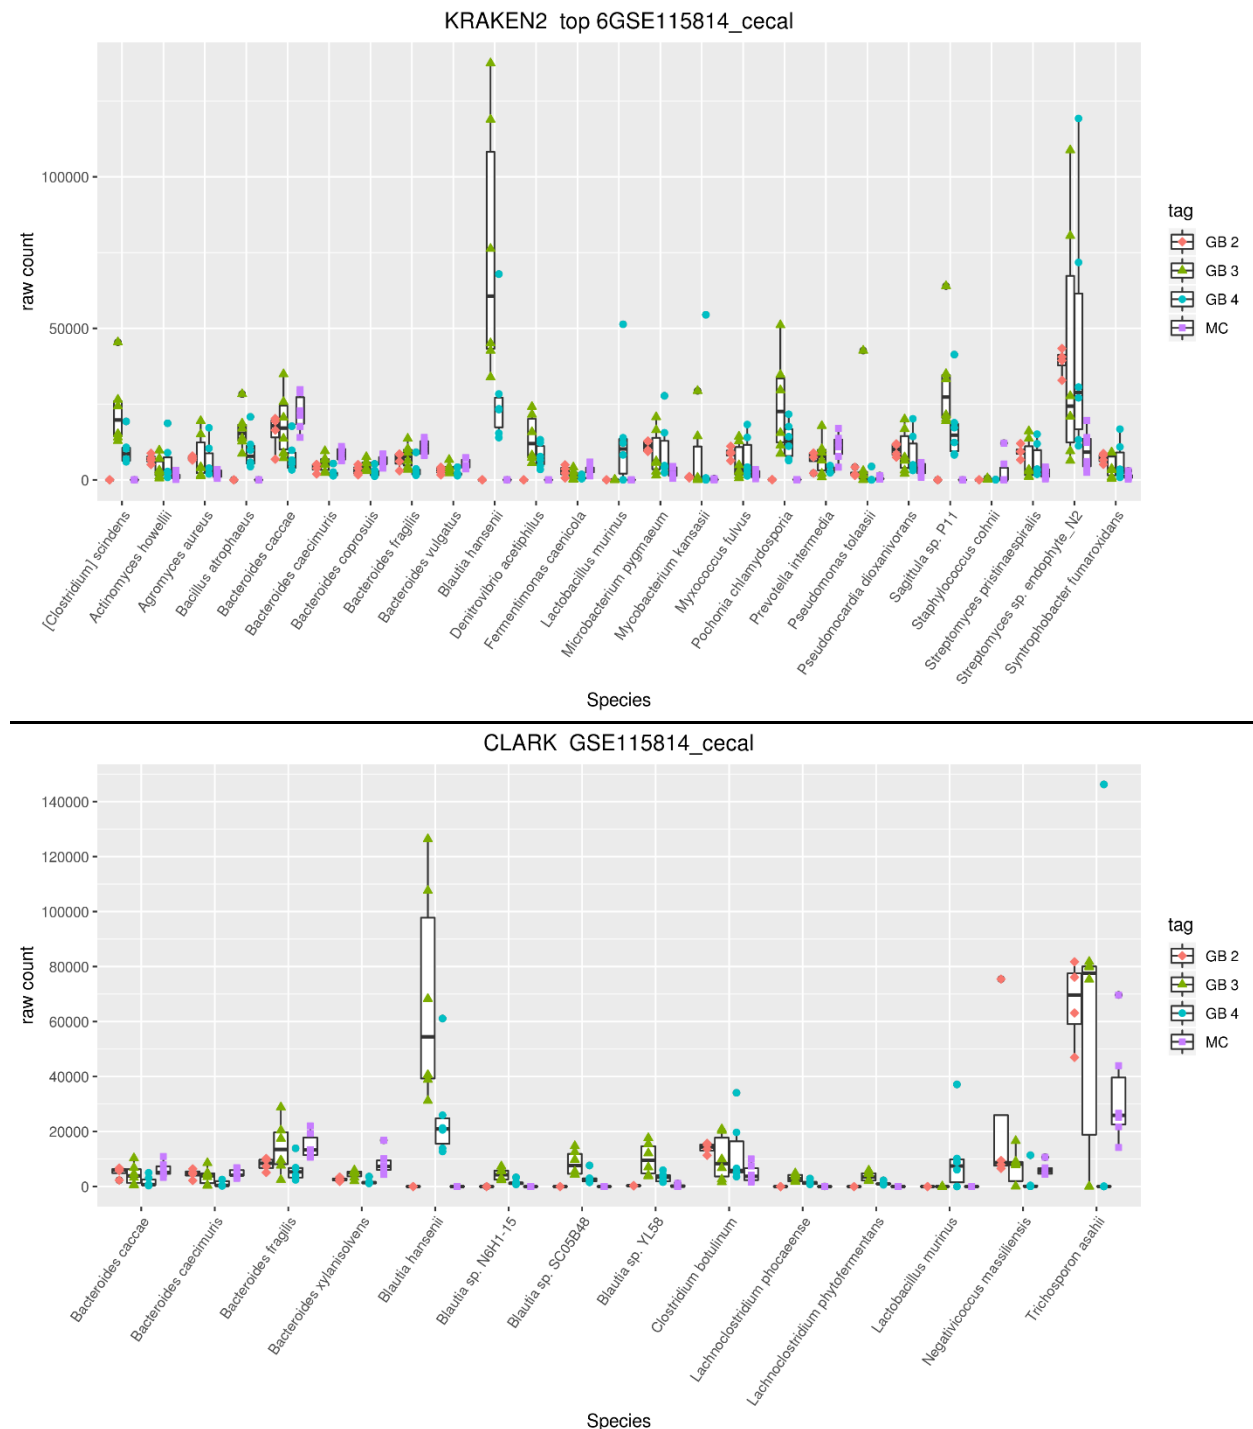 KRAKEN2 top 6GSE115814_cecal
raw count
100000
50000
0
[Clostridium] scindens
Actinomyces howellii
Agromyces aureus
Bacillus atrophaeus
Bacteroides caccae
Bacteroides caecimuris
Bacteroides coprosuis
Bacteroides fragilis
Bacteroides vulgatus
Blautia hansenii
Denitrovibrio acetiphilus
Fermentimonas caenicola
Lactobacillus murinus
Microbacterium pygmaeum
Mycobacterium kansasii
Myxococcus fulvus
Pochonia chlamydosporia
Prevotella intermedia
Pseudomonas tolaasii
Pseudonocardia dioxanivorans
Sagittula sp. P11
Staphylococcus cohnii
Streptomyces pristinaespiralis
Streptomyces sp. endophyte_N2
Syntrophobacter fumaroxidans
Species
tag
GB 2
GB 3
GB 4
MC
CLARK GSE115814_cecal
raw count
140000
120000
100000
80000
60000
40000
20000
0
Bacteroides caccae
Bacteroides caecimuris
Bacteroides fragilis
Bacteroides xylanisolvens
Blautia hansenii
Blautia sp. N6H1-15
Blautia sp. SC05B48
Blautia sp. YL58
Clostridium botulinum
Lachnoclostridium phocaeense
Lachnoclostridium phytofermentans
Lactobacillus murinus
Negativicoccus massiliensis
Trichosporon asahii
Species
tag
GB 2
GB 3
GB 4
MC